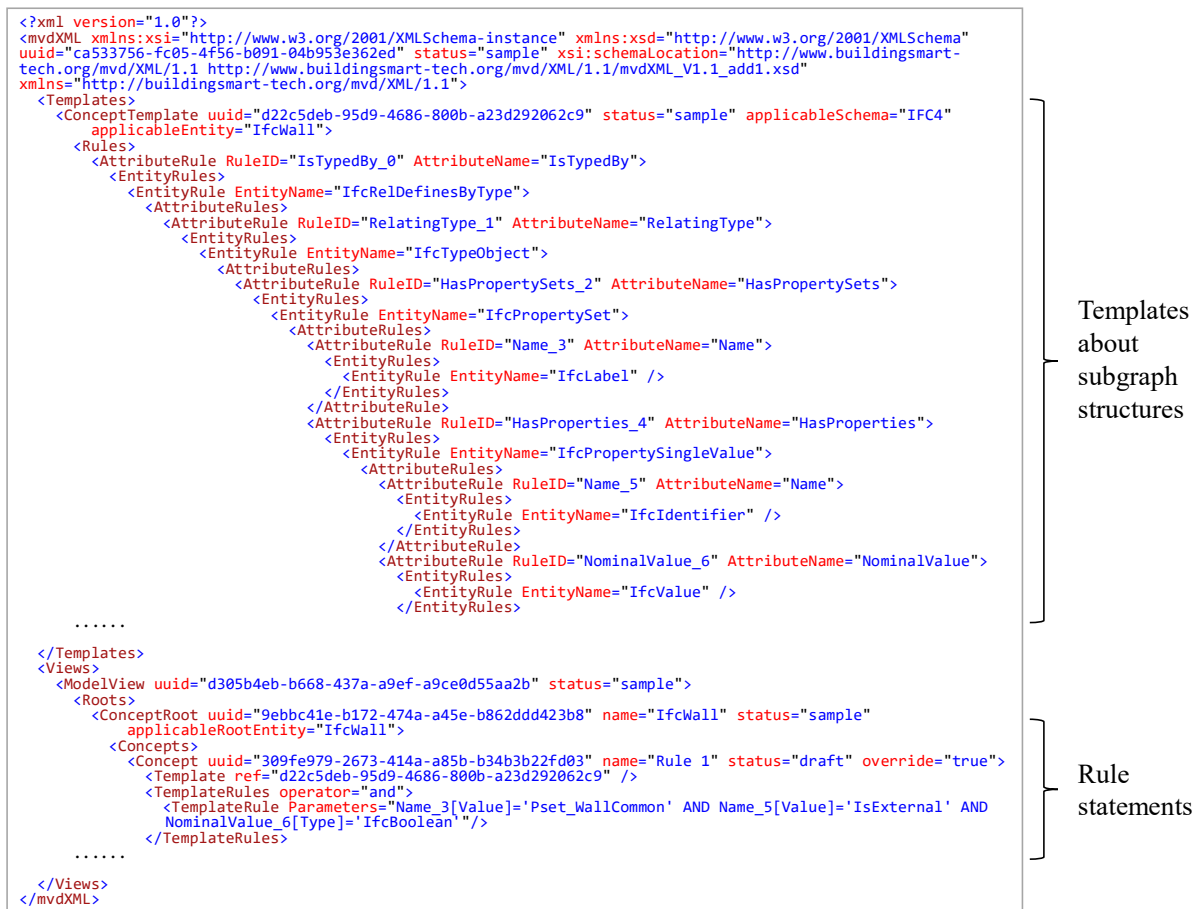 <?xml version="1.0"?>
<mvdXML xmlns:xsi="http://www.w3.org/2001/XMLSchema-instance" xmlns:xsd="http://www.w3.org/2001/XMLSchema"
uuid="ca533756-fc05-4f56-b091-04b953e362ed" status="sample" xsi:schemaLocation="http://www.buildingsmart-
tech.org/mvd/XML/1.1 http://www.buildingsmart-tech.org/mvd/XML/1.1/mvdXML_V1.1_add1.xsd"
xmlns="http://buildingsmart-tech.org/mvd/XML/1.1">
<Templates>
<ConceptTemplate uuid="d22c5deb-95d9-4686-800b-a23d292062c9" status="sample" applicableSchema="IFC4"
applicableEntity="IfcWall">
<Rules>
<AttributeRule RuleID="IsTypedBy_0" AttributeName="IsTypedBy">
<EntityRules>
<EntityRule EntityName="IfcRelDefinesByType">
<AttributeRules>
<AttributeRule RuleID="RelatingType_1" AttributeName="RelatingType">
<EntityRules>
<EntityRule EntityName="IfcTypeObject">
<AttributeRules>
<AttributeRule RuleID="HasPropertySets_2" AttributeName="HasPropertySets">
<EntityRules>
<EntityRule EntityName="IfcPropertySet">
<AttributeRules>
<AttributeRule RuleID="Name_3" AttributeName="Name">
<EntityRules>
<EntityRule EntityName="IfcLabel" />
</EntityRules>
</AttributeRule>
<AttributeRule RuleID="HasProperties_4" AttributeName="HasProperties">
<EntityRules>
<EntityRule EntityName="IfcPropertySingleValue">
<AttributeRules>
<AttributeRule RuleID="Name_5" AttributeName="Name">
<EntityRules>
<EntityRule EntityName="IfcIdentifier" />
</EntityRules>
</AttributeRule>
<AttributeRule RuleID="NominalValue_6" AttributeName="NominalValue">
<EntityRules>
<EntityRule EntityName="IfcValue" />
</EntityRules>
......
</Templates>
<Views>
<ModelView uuid="d305b4eb-b668-437a-a9ef-a9ce0d55aa2b" status="sample">
<Roots>
<ConceptRoot uuid="9ebbc41e-b172-474a-a45e-b862ddd423b8" name="IfcWall" status="sample"
applicableRootEntity="IfcWall">
<Concepts>
<Concept uuid="309fe979-2673-414a-a85b-b34b3b22fd03" name="Rule 1" status="draft" override="true">
<Template ref="d22c5deb-95d9-4686-800b-a23d292062c9" />
<TemplateRules operator="and">
<TemplateRule Parameters="Name_3[Value]='Pset_WallCommon' AND Name_5[Value]='IsExternal' AND
NominalValue_6[Type]='IfcBoolean'"/>
</TemplateRules>
......
</Views>
</mvdXML>
Templates
about
subgraph
structures
Rule
statements